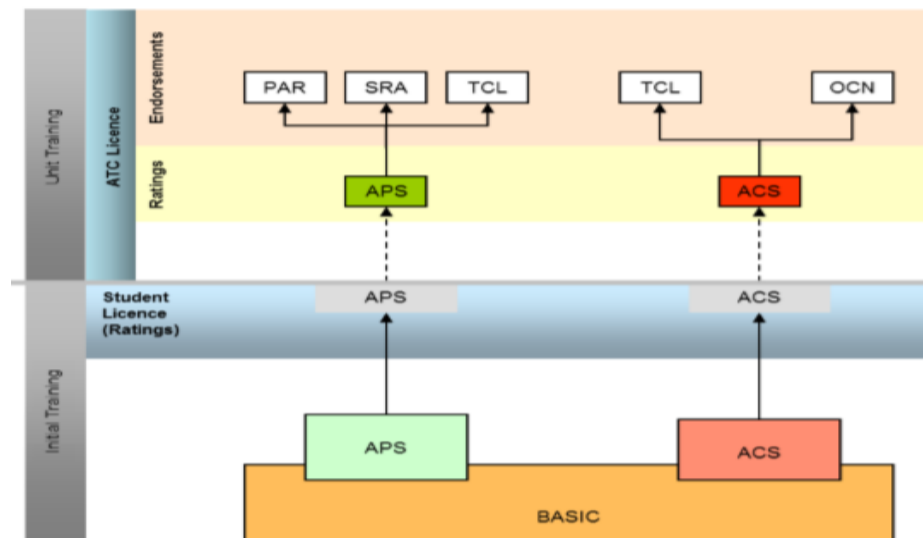 Unit Training
ATC Licence
Endorsements
PAR
SRA
TCL
TCL
OCN
Ratings
APS
ACS
Student
Licence
(Ratings)
APS
ACS
Initial Training
APS
ACS
BASIC